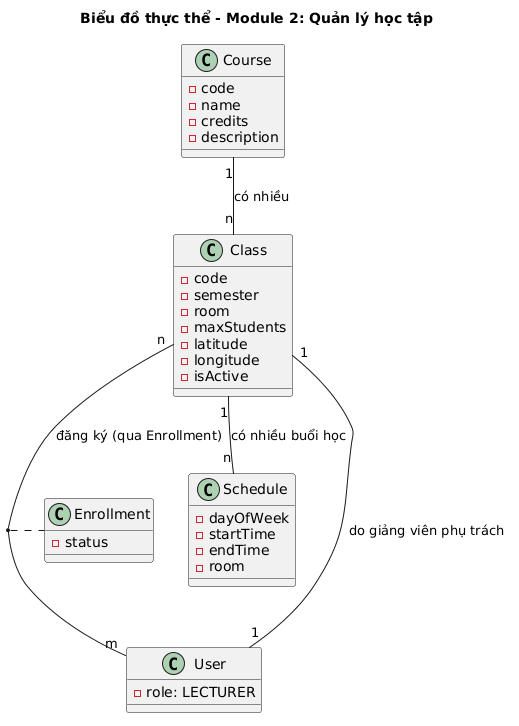 Biểu đồ thực thể - Module 2: Quản lý học tập
C Course
code
name
credits
description
1
có nhiều
n
C Class
code
semester
room
maxStudents
latitude
longitude
isActive
n
1
1
đăng ký (qua Enrollment)
có nhiều buổi học
n
C Schedule
dayOfWeek
startTime
endTime
room
C Enrollment
status
do giảng viên phụ trách
m
1
C User
role: LECTURER